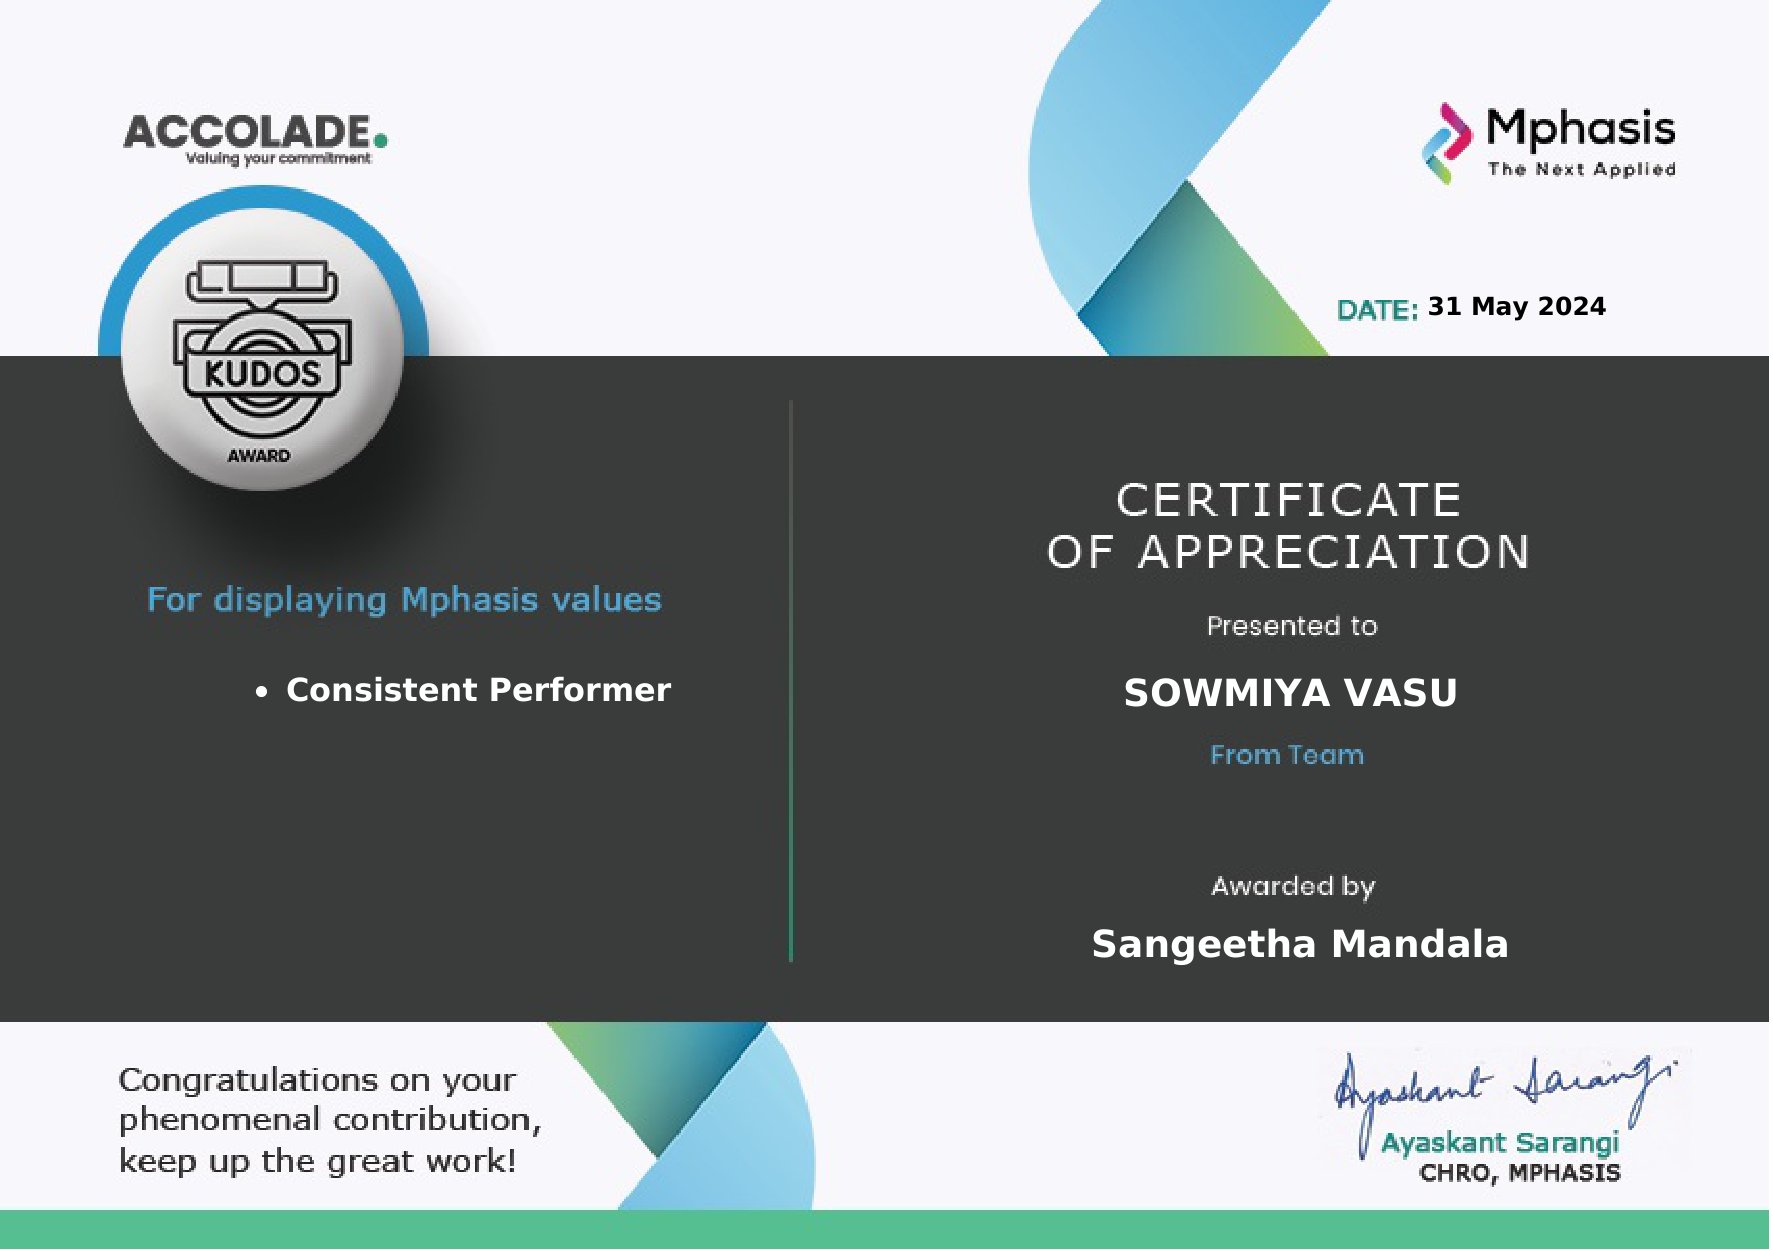 ACCOLADE.
Valuing your commitment
Mphasis
The Next Applied
DATE: 31 May 2024
KUDOS
AWARD
For displaying Mphasis values
• Consistent Performer
CERTIFICATE
OF APPRECIATION
Presented to
SOWMIYA VASU
From Team
Awarded by
Sangeetha Mandala
Congratulations on your
phenomenal contribution,
keep up the great work!
Ayaskant Sarangi
Ayaskant Sarangi
CHRO, MPHASIS